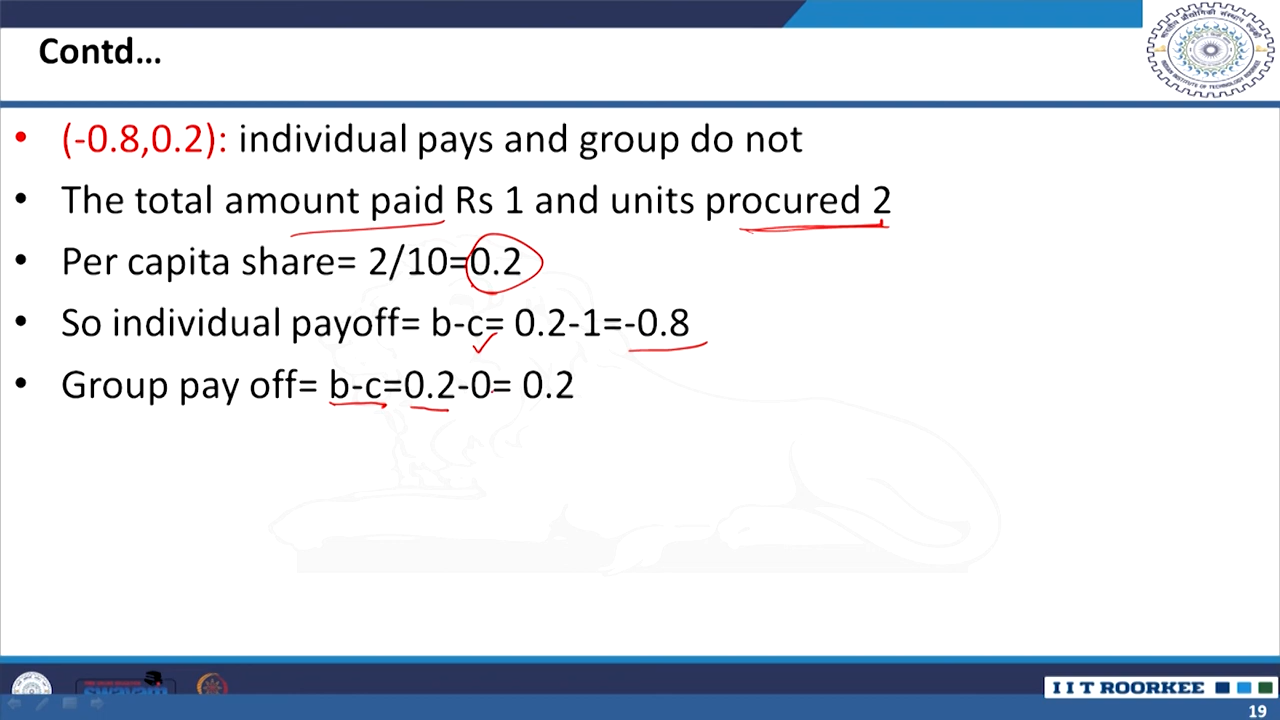 Contd...
• (-0.8,0.2): individual pays and group do not
• The total amount paid Rs 1 and units procured 2
• Per capita share= 2/10=0.2
• So individual payoff= b-c= 0.2-1=-0.8
• Group pay off= b-c=0.2-0= 0.2
swayam
I I T ROORKEE
19